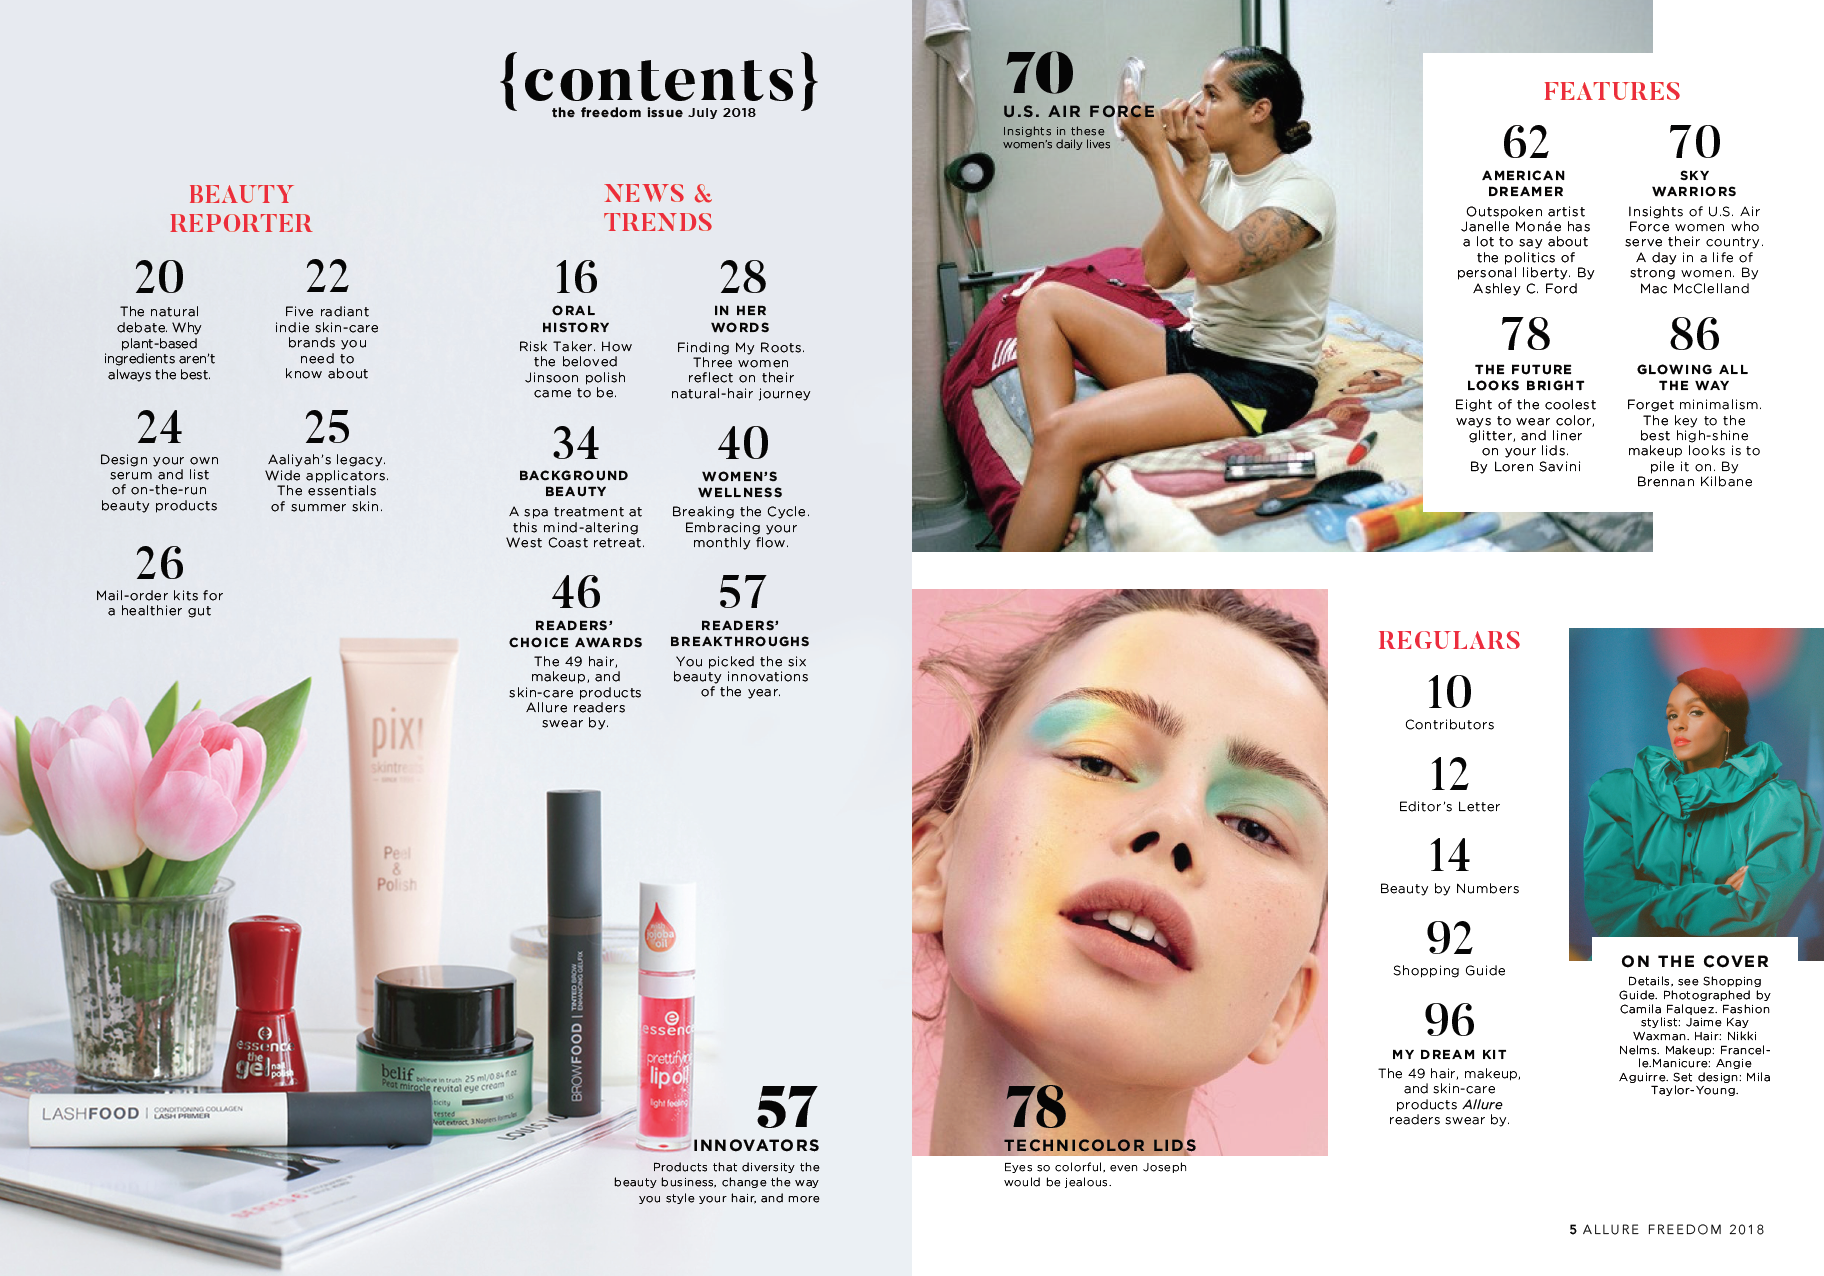 {contents}
the freedom issue July 2018
BEAUTY
REPORTER
20
The natural
debate. Why
plant-based
ingredients aren't
always the best.
22
Five radiant
indie skin-care
brands you
need to
know about
24
Design your own
serum and list
of on-the-run
beauty products
25
Aaliyah's legacy.
Wide applicators.
The essentials
of summer skin.
26
Mail-order kits for
a healthier gut
NEWS &
TRENDS
16
ORAL
HISTORY
Risk Taker. How
the beloved
Jinsoon polish
came to be.
28
IN HER
WORDS
Finding My Roots.
Three women
reflect on their
natural-hair journey
34
BACKGROUND
BEAUTY
A spa treatment at
this mind-altering
West Coast retreat.
40
WOMEN'S
WELLNESS
Breaking the Cycle.
Embracing your
monthly flow.
46
READERS'
CHOICE AWARDS
The 49 hair,
makeup, and
skin-care products
Allure readers
swear by.
57
READERS'
BREAKTHROUGHS
You picked the six
beauty innovations
of the year.
pixi
skintreats
Peel
&
Polish
essence
the
gel nail
polish
belif believe in truth 25 ml/0.84 fl.oz
Peat miracle revital eye cream
LASHFOOD | CONDITIONING COLLAGEN
LASH PRIMER
BROWFOOD | TINTED BROW
ENHANCING GELFIX
with
jojoba
oil
essence
prettifying
lip oil
light feeling
57
INNOVATORS
Products that diversity the
beauty business, change the way
you style your hair, and more
70
U.S. AIR FORCE
Insights in these
women's daily lives
FEATURES
62
AMERICAN
DREAMER
Outspoken artist
Janelle Monáe has
a lot to say about
the politics of
personal liberty. By
Ashley C. Ford
70
SKY
WARRIORS
Insights of U.S. Air
Force women who
serve their country.
A day in a life of
strong women. By
Mac McClelland
78
THE FUTURE
LOOKS BRIGHT
Eight of the coolest
ways to wear color,
glitter, and liner
on your lids.
By Loren Savini
86
GLOWING ALL
THE WAY
Forget minimalism.
The key to the
best high-shine
makeup looks is to
pile it on. By
Brennan Kilbane
78
TECHNICOLOR LIDS
Eyes so colorful, even Joseph
would be jealous.
REGULARS
10
Contributors
12
Editor's Letter
14
Beauty by Numbers
92
Shopping Guide
96
MY DREAM KIT
The 49 hair, makeup,
and skin-care
products Allure
readers swear by.
ON THE COVER
Details, see Shopping
Guide. Photographed by
Camila Falquez. Fashion
stylist: Jaime Kay
Waxman. Hair: Nikki
Nelms. Makeup: Francel-
le.Manicure: Angie
Aguirre. Set design: Mila
Taylor-Young.
5 ALLURE FREEDOM 2018